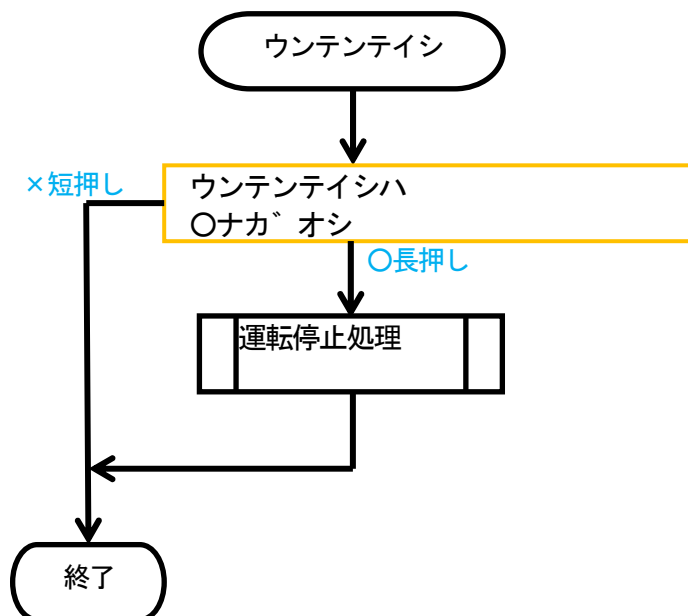 ウンテンテイシ
×短押し
ウンテンテイシハ
〇ナガオシ
〇長押し
運転停止処理
終了